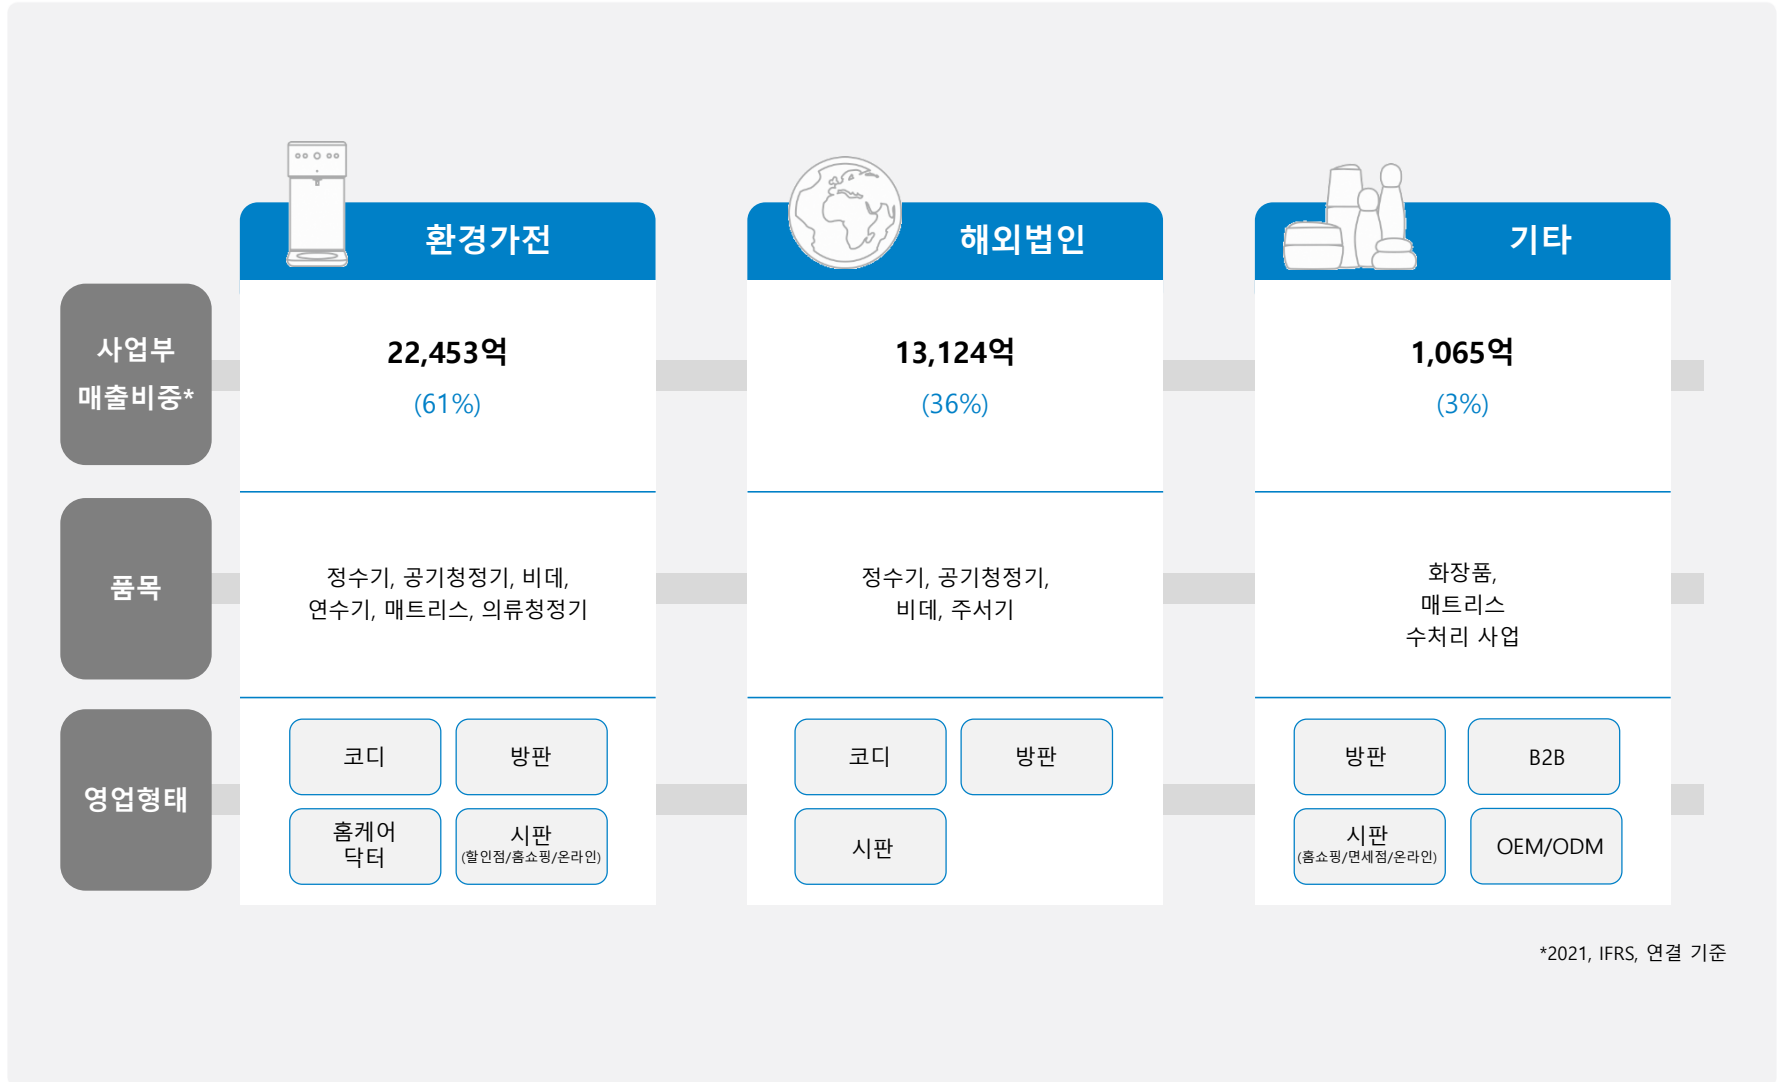 환경가전
해외법인
기타
사업부
매출비중*
22,453억
(61%)
13,124억
(36%)
1,065억
(3%)
품목
정수기, 공기청정기, 비데,
연수기, 매트리스, 의류청정기
정수기, 공기청정기,
비데, 주서기
화장품,
매트리스
수처리 사업
영업형태
코디
방판
홈케어
닥터
시판
(할인점/홈쇼핑/온라인)
코디
방판
시판
방판
B2B
시판
(홈쇼핑/면세점/온라인)
OEM/ODM
*2021, IFRS, 연결 기준